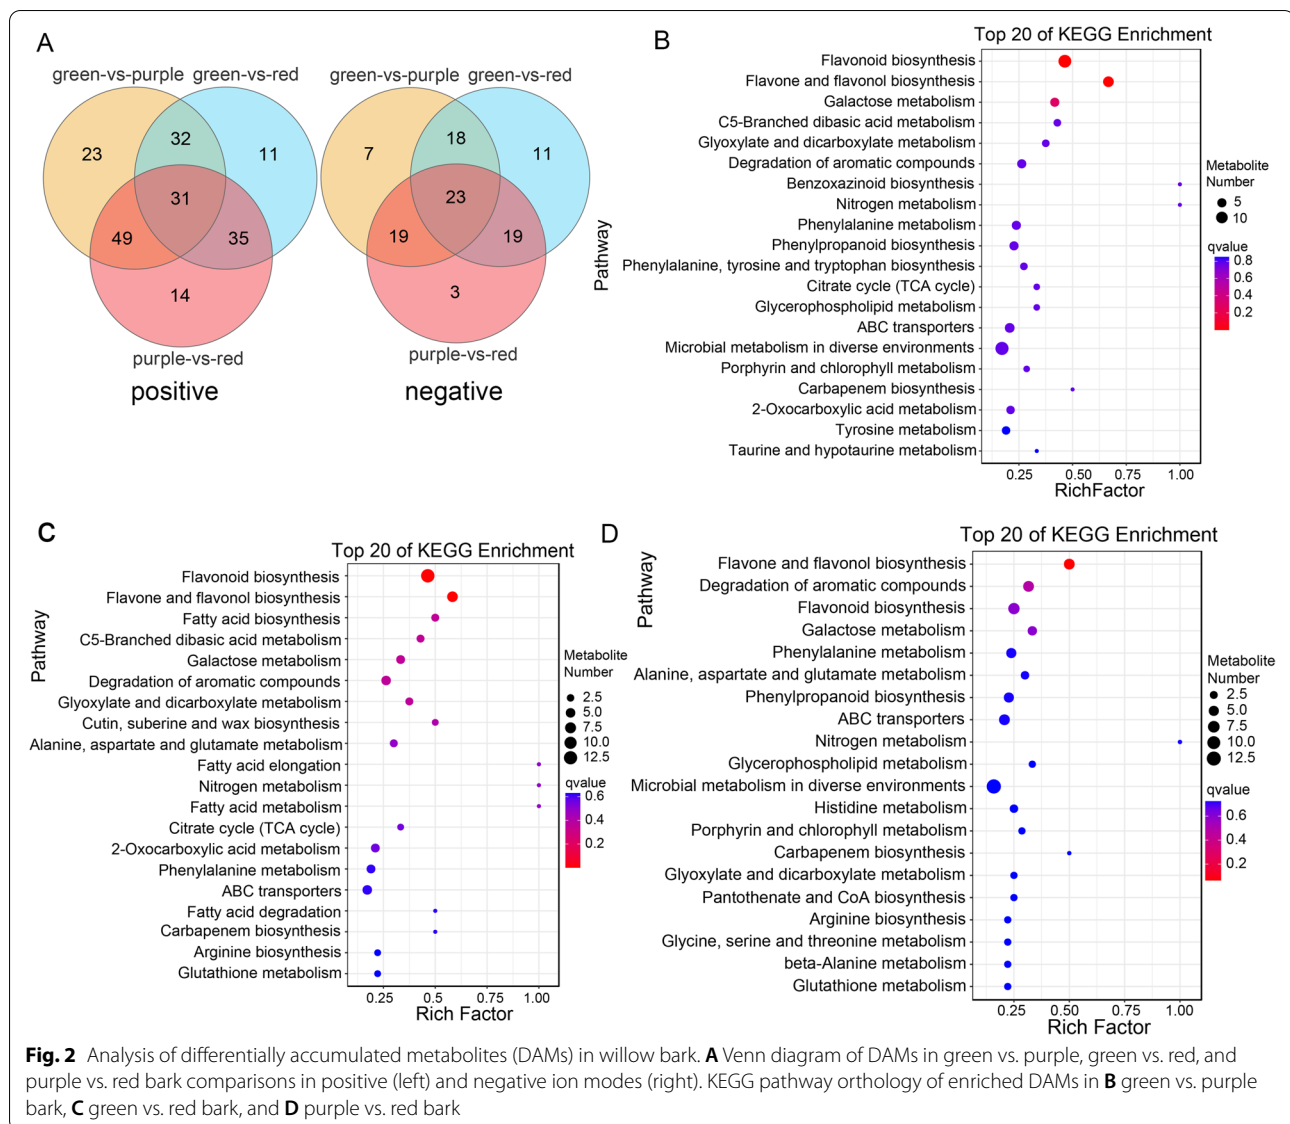 A
green-vs-purple
green-vs-red
23
32
11
31
49
35
14
purple-vs-red
positive
green-vs-purple
green-vs-red
7
18
11
23
19
19
3
purple-vs-red
negative
B
Top 20 of KEGG Enrichment
Pathway
Flavonoid biosynthesis
Flavone and flavonol biosynthesis
Galactose metabolism
C5-Branched dibasic acid metabolism
Glyoxylate and dicarboxylate metabolism
Degradation of aromatic compounds
Benzoxazinoid biosynthesis
Nitrogen metabolism
Phenylalanine metabolism
Phenylpropanoid biosynthesis
Phenylalanine, tyrosine and tryptophan biosynthesis
Citrate cycle (TCA cycle)
Glycerophospholipid metabolism
ABC transporters
Microbial metabolism in diverse environments
Porphyrin and chlorophyll metabolism
Carbapenem biosynthesis
2-Oxocarboxylic acid metabolism
Tyrosine metabolism
Taurine and hypotaurine metabolism
0.25 0.50 0.75 1.00
RichFactor
Metabolite
Number
5
10
qvalue
0.8
0.6
0.4
0.2
C
Top 20 of KEGG Enrichment
Pathway
Flavonoid biosynthesis
Flavone and flavonol biosynthesis
Fatty acid biosynthesis
C5-Branched dibasic acid metabolism
Galactose metabolism
Degradation of aromatic compounds
Glyoxylate and dicarboxylate metabolism
Cutin, suberine and wax biosynthesis
Alanine, aspartate and glutamate metabolism
Fatty acid elongation
Nitrogen metabolism
Fatty acid metabolism
Citrate cycle (TCA cycle)
2-Oxocarboxylic acid metabolism
Phenylalanine metabolism
ABC transporters
Fatty acid degradation
Carbapenem biosynthesis
Arginine biosynthesis
Glutathione metabolism
0.25 0.5 0.75 1.00
Rich Factor
Metabolite
Number
2.5
5.0
7.5
10.0
12.5
qvalue
0.6
0.4
0.2
D
Top 20 of KEGG Enrichment
Pathway
Flavone and flavonol biosynthesis
Degradation of aromatic compounds
Flavonoid biosynthesis
Galactose metabolism
Phenylalanine metabolism
Alanine, aspartate and glutamate metabolism
Phenylpropanoid biosynthesis
ABC transporters
Nitrogen metabolism
Glycerophospholipid metabolism
Microbial metabolism in diverse environments
Histidine metabolism
Porphyrin and chlorophyll metabolism
Carbapenem biosynthesis
Glyoxylate and dicarboxylate metabolism
Pantothenate and CoA biosynthesis
Arginine biosynthesis
Glycine, serine and threonine metabolism
beta-Alanine metabolism
Glutathione metabolism
0.25 0.50 0.75 1.00
Rich Factor
Metabolite
Number
2.5
5.0
7.5
10.0
12.5
qvalue
0.6
0.4
0.2
Fig. 2 Analysis of differentially accumulated metabolites (DAMs) in willow bark. A Venn diagram of DAMs in green vs. purple, green vs. red, and
purple vs. red bark comparisons in positive (left) and negative ion modes (right). KEGG pathway orthology of enriched DAMs in B green vs. purple
bark, C green vs. red bark, and D purple vs. red bark